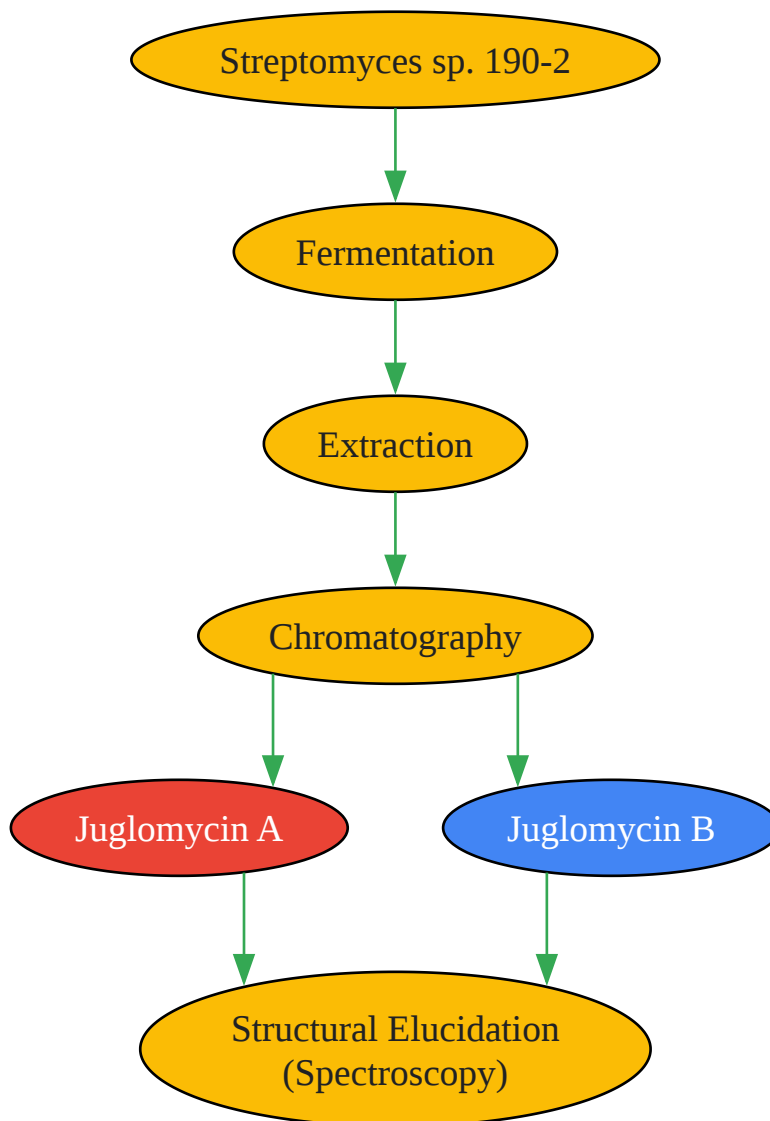 Streptomyces sp. 190-2
Fermentation
Extraction
Chromatography
Juglomycin A
Juglomycin B
Structural Elucidation
(Spectroscopy)